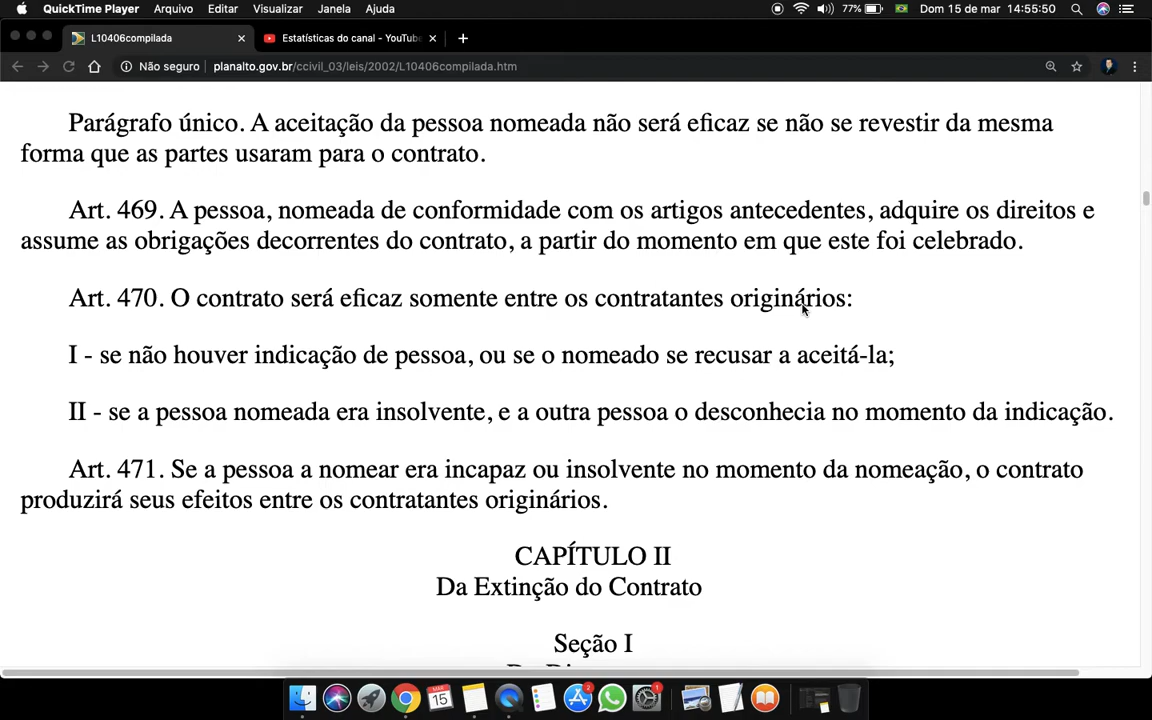 QuickTime Player Arquivo Editar Visualizar Janela Ajuda 77% Dom 15 de mar 14:55:50
L10406compilada Estatísticas do canal - YouTube
Não seguro planalto.gov.br/ccivil_03/leis/2002/L10406compilada.htm
Parágrafo único. A aceitação da pessoa nomeada não será eficaz se não se revestir da mesma
forma que as partes usaram para o contrato.
Art. 469. A pessoa, nomeada de conformidade com os artigos antecedentes, adquire os direitos e
assume as obrigações decorrentes do contrato, a partir do momento em que este foi celebrado.
Art. 470. O contrato será eficaz somente entre os contratantes originários:
I - se não houver indicação de pessoa, ou se o nomeado se recusar a aceitá-la;
II - se a pessoa nomeada era insolvente, e a outra pessoa o desconhecia no momento da indicação.
Art. 471. Se a pessoa a nomear era incapaz ou insolvente no momento da nomeação, o contrato
produzirá seus efeitos entre os contratantes originários.
CAPÍTULO II
Da Extinção do Contrato
Seção I
MAR
15
2
1